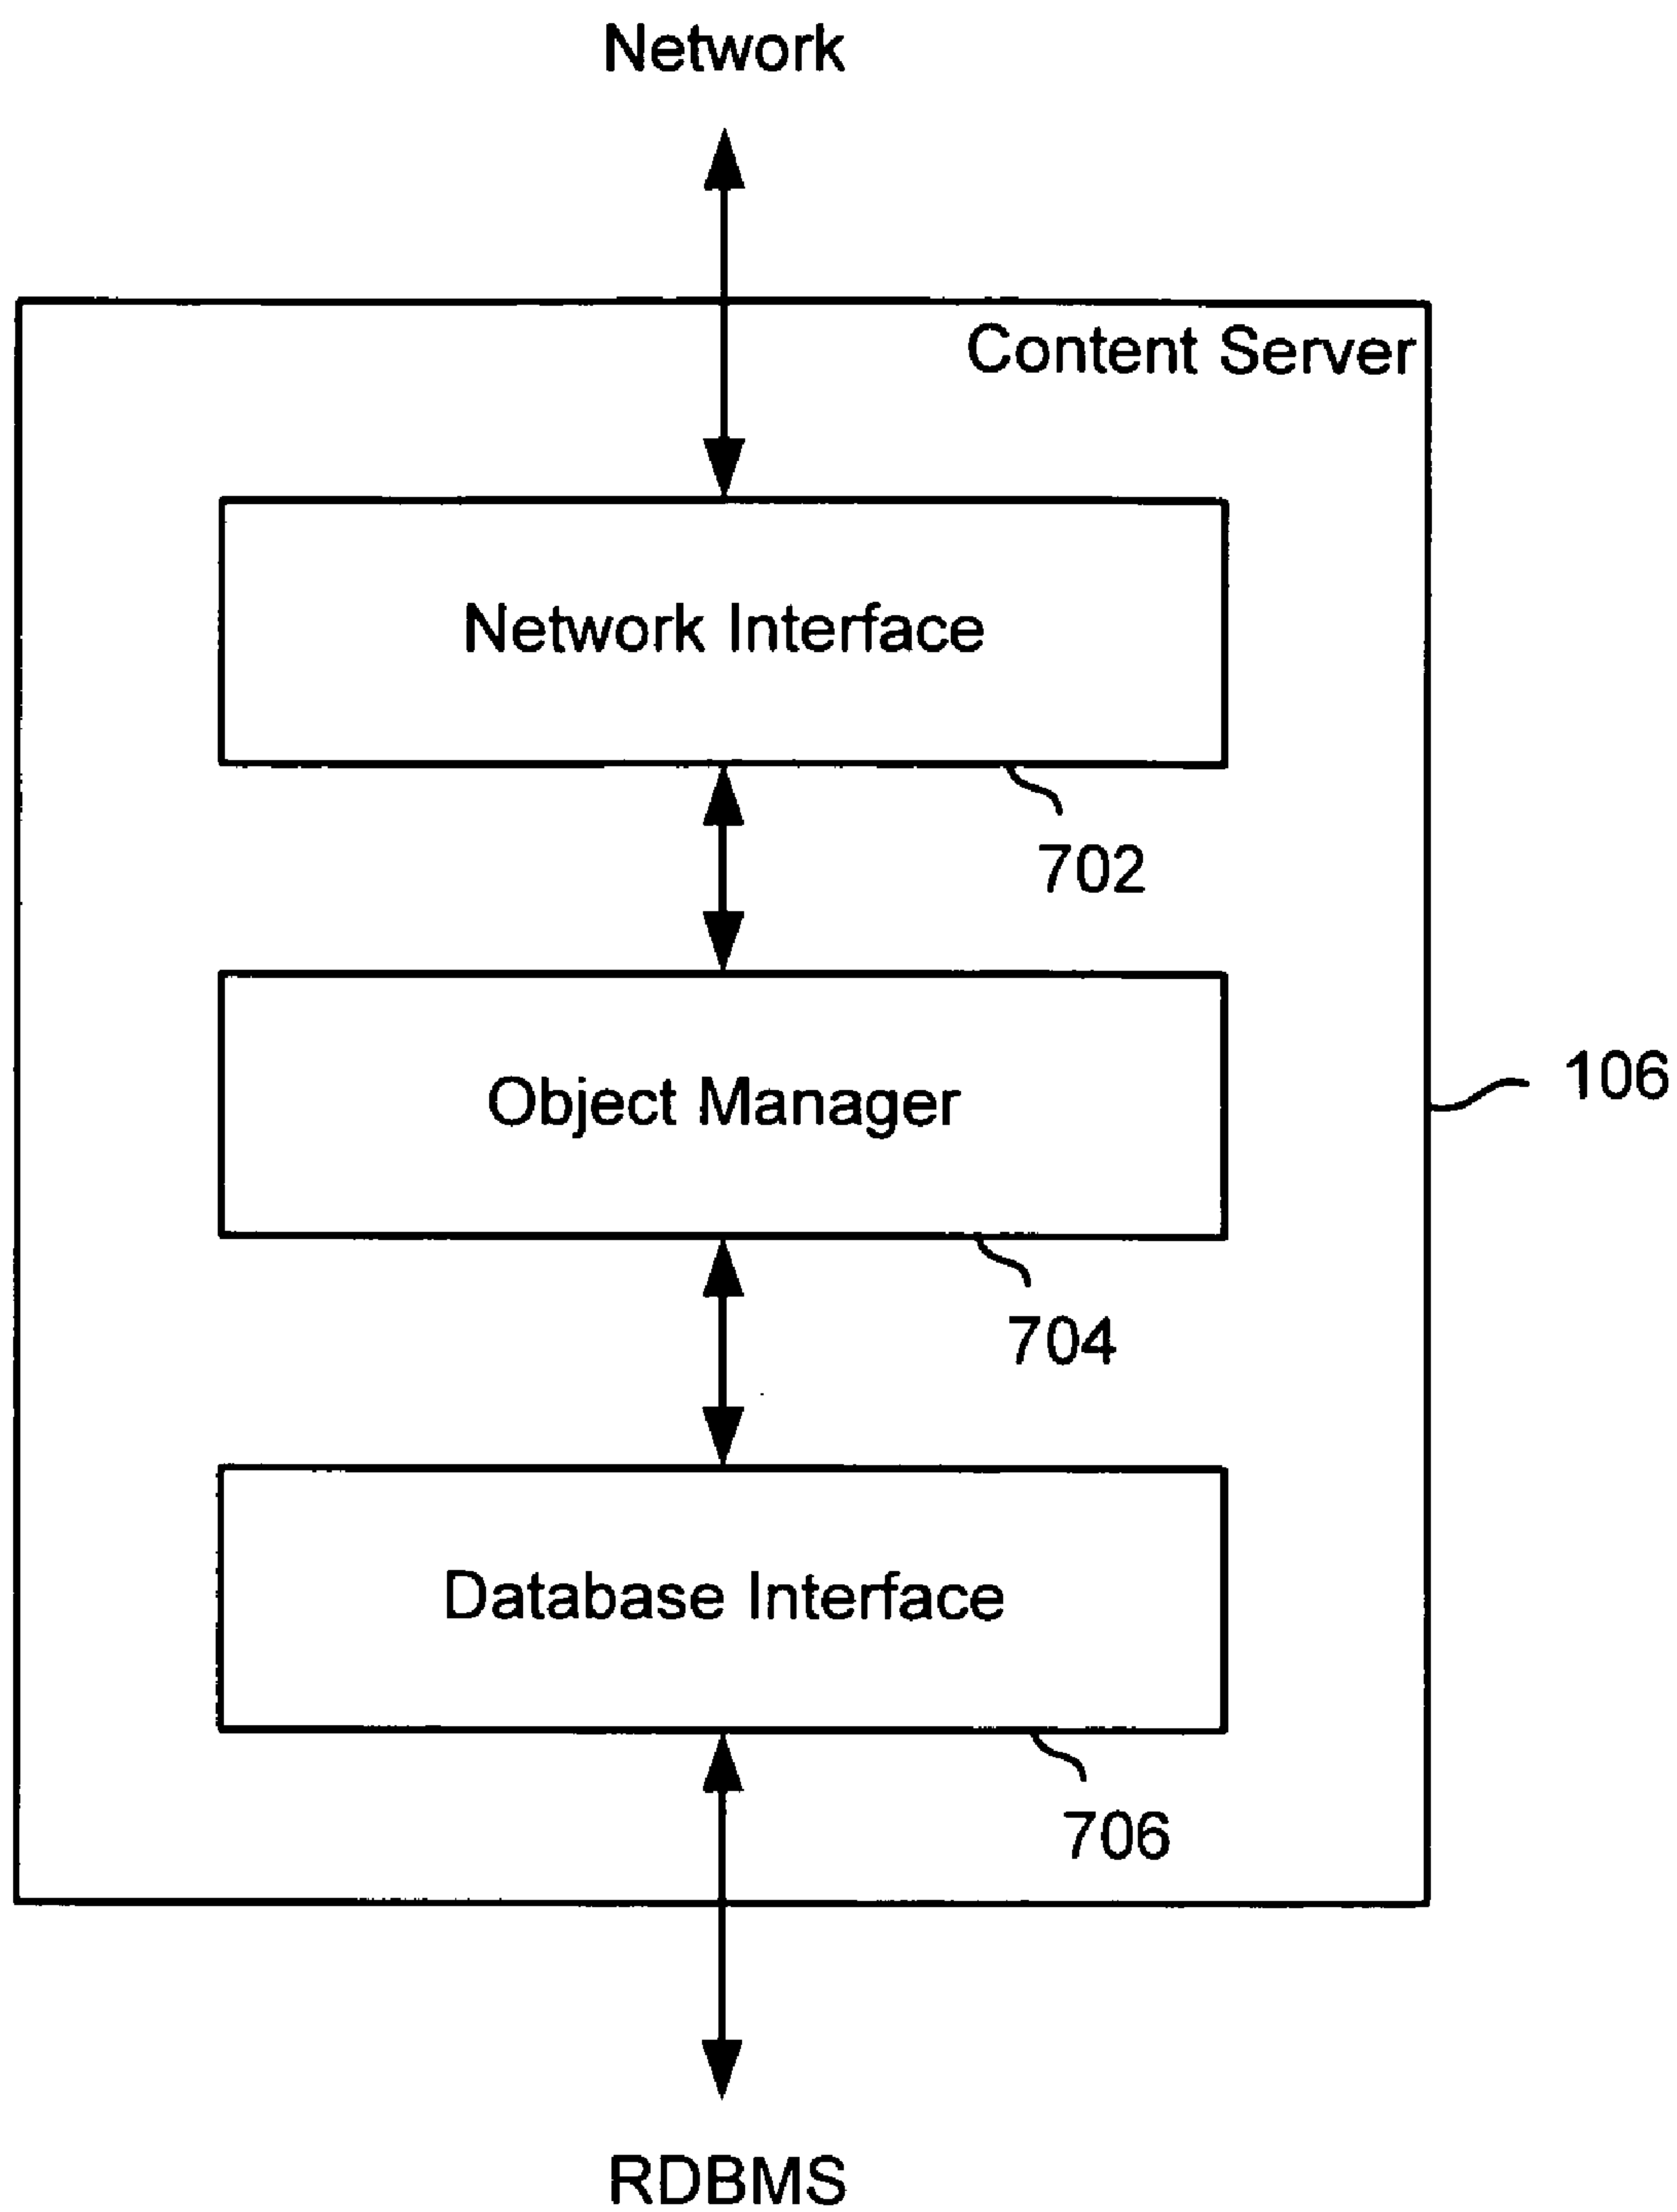 Network
Content Server
Network Interface
702
Object Manager
106
704
Database Interface
706
RDBMS